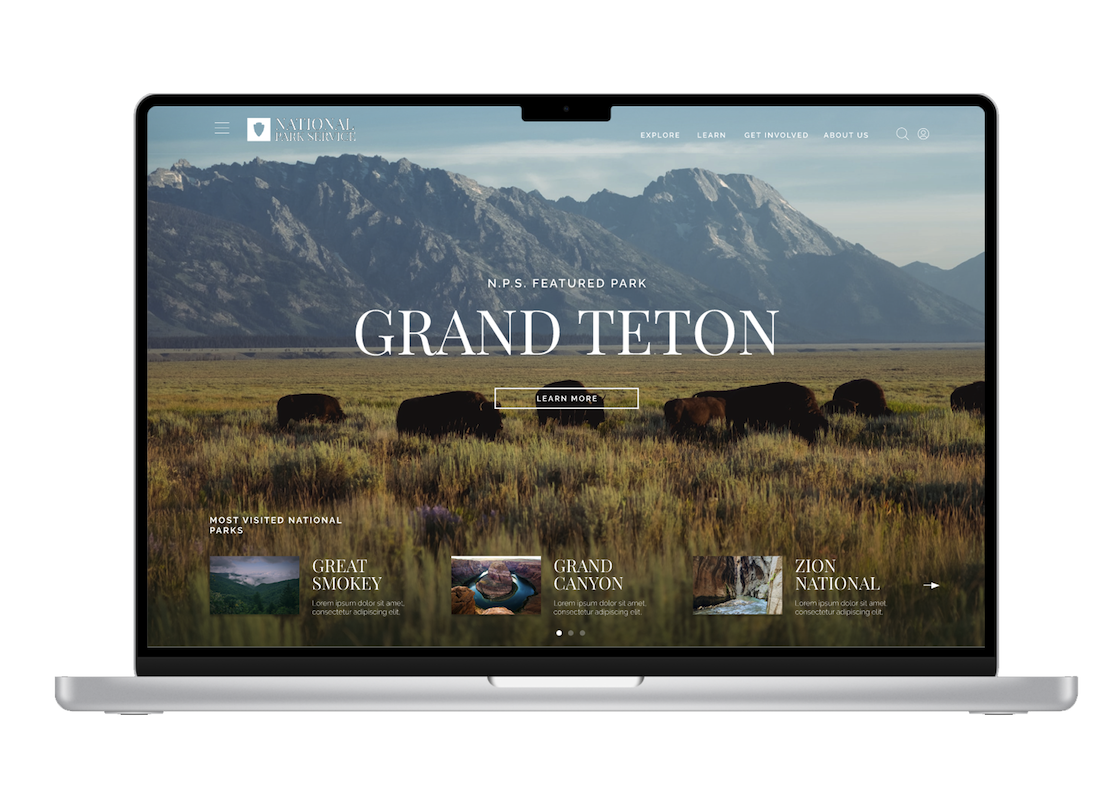 NATIONAL
PARK SERVICE
EXPLORE LEARN GET INVOLVED ABOUT US
N.P.S. FEATURED PARK
GRAND TETON
LEARN MORE
MOST VISITED NATIONAL
PARKS
GREAT
SMOKEY
Lorem ipsum dolor sit amet,
consectetur adipiscing elit.
GRAND
CANYON
Lorem ipsum dolor sit amet,
consectetur adipiscing elit.
ZION
NATIONAL
Lorem ipsum dolor sit amet,
consectetur adipiscing elit.